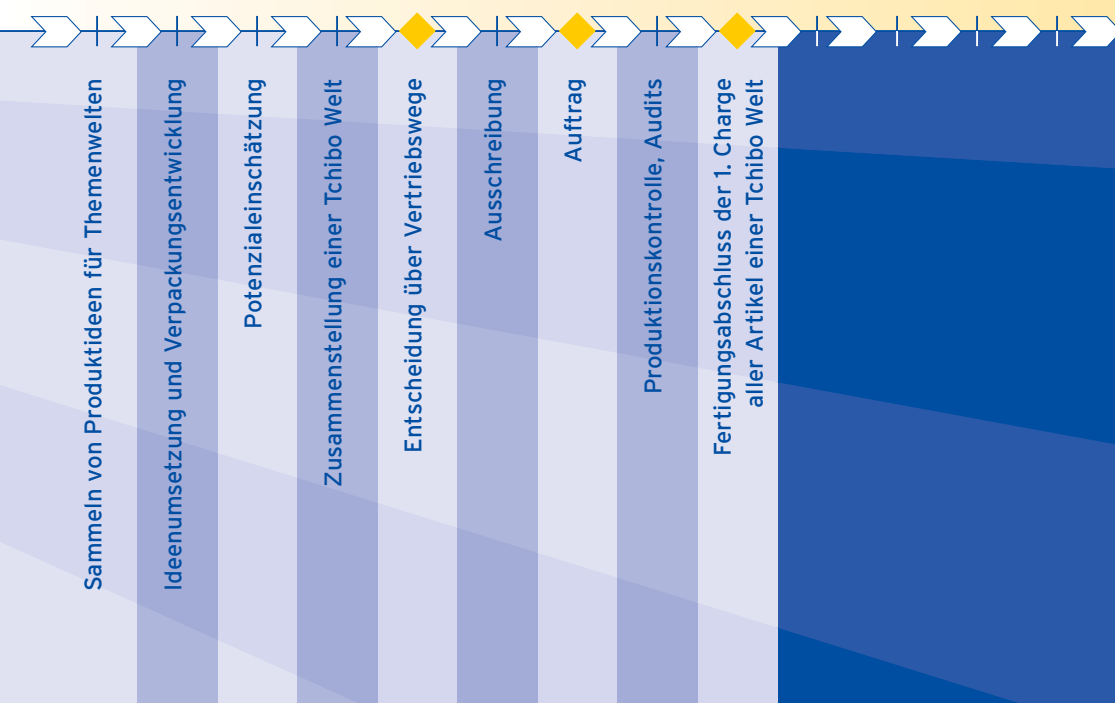 Sammeln von Produktideen für Themenwelten
Ideenumsetzung und Verpackungsentwicklung
Potenzialeinschätzung
Zusammenstellung einer Tchibo Welt
Entscheidung über Vertriebswege
Ausschreibung
Auftrag
Produktionskontrolle, Audits
Fertigungsabschluss der 1. Charge
aller Artikel einer Tchibo Welt